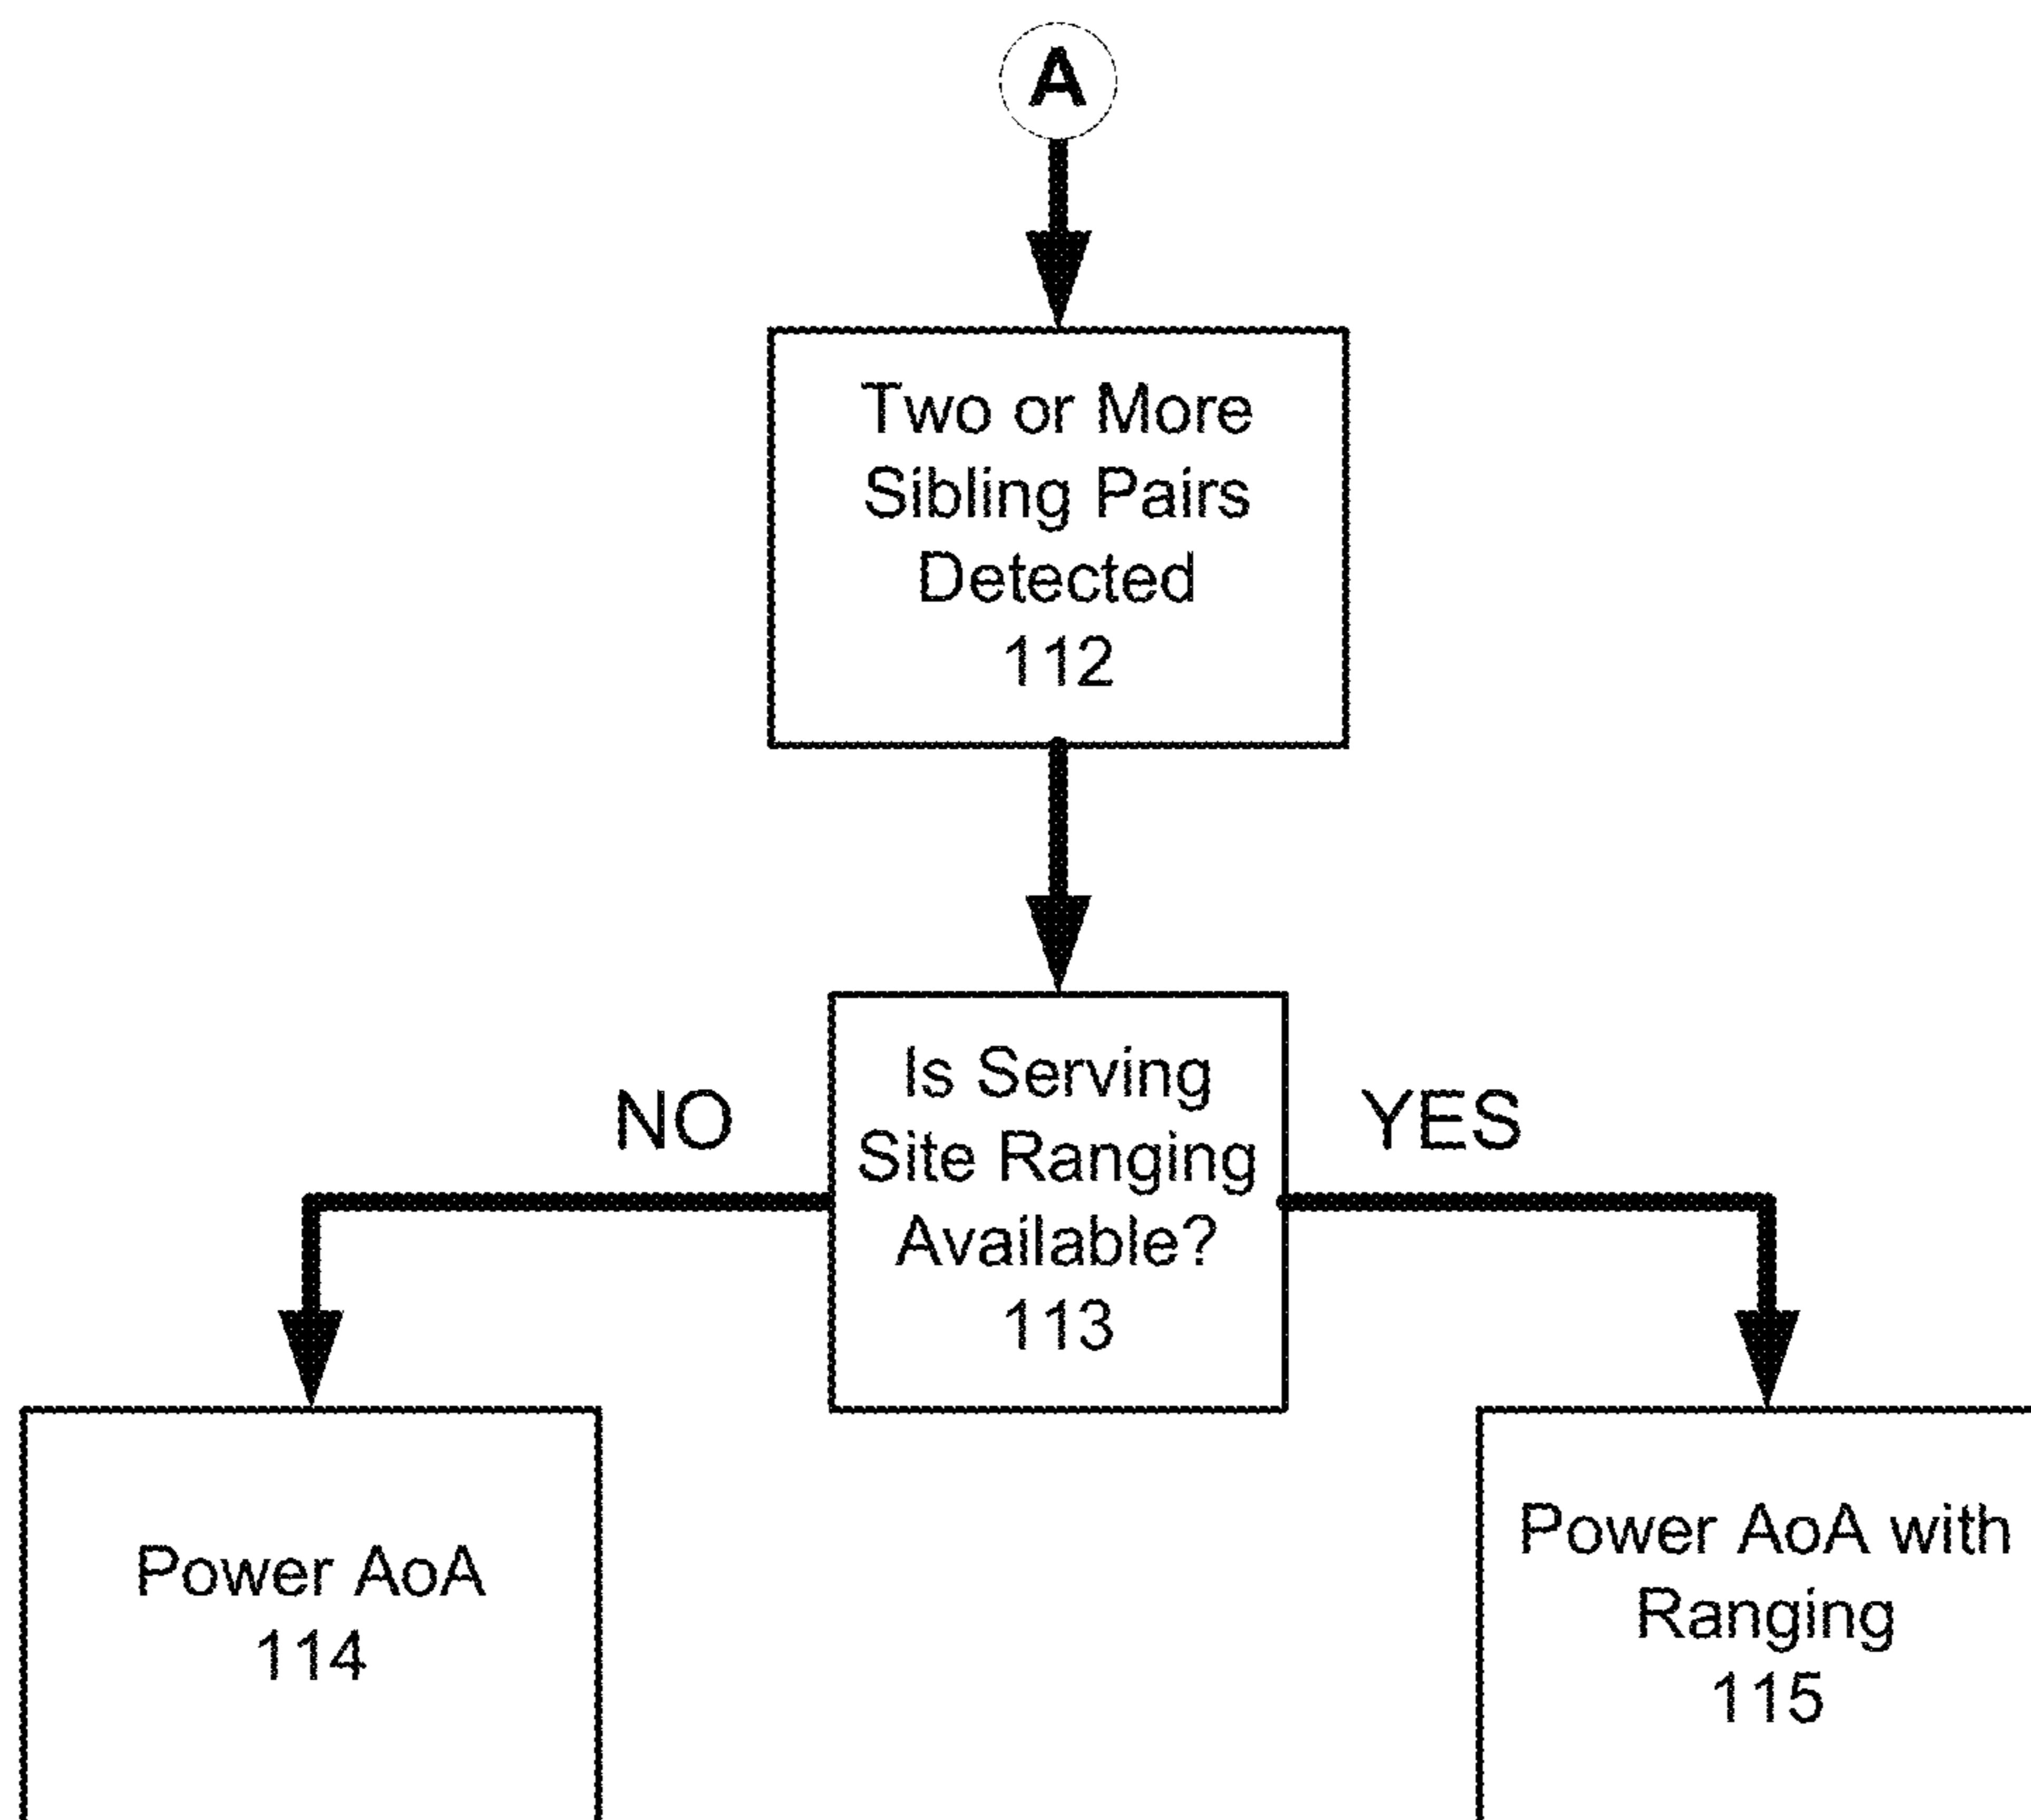 A
Two or More
Sibling Pairs
Detected
112
Is Serving
Site Ranging
Available?
113
NO
YES
Power AoA
114
Power AoA with
Ranging
115